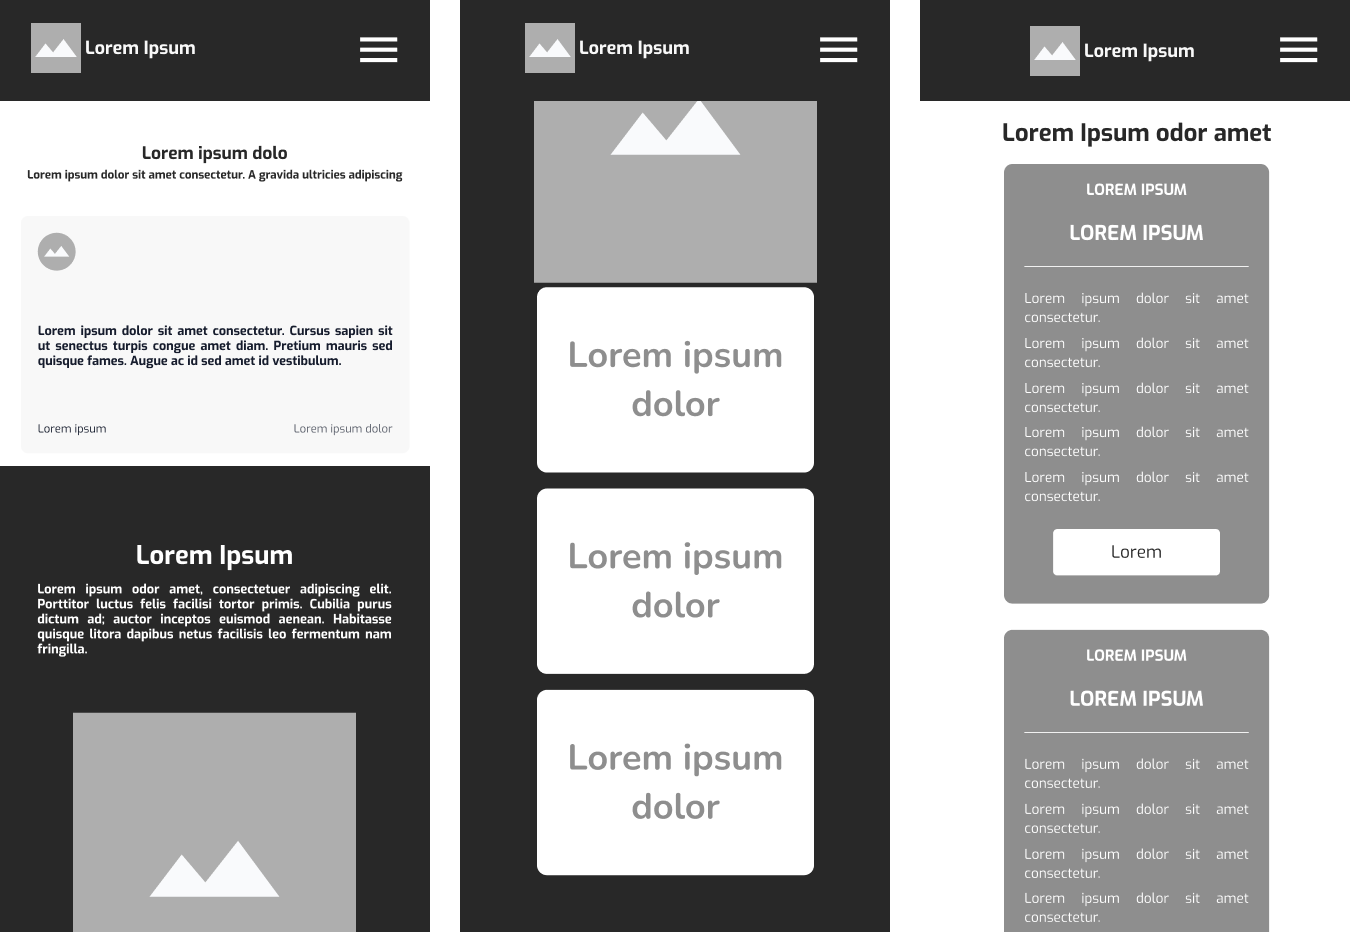 Lorem Ipsum
Lorem ipsum dolo
Lorem ipsum dolor sit amet consectetur. A gravida ultricies adipiscing
Lorem ipsum dolor sit amet consectetur. Cursus sapien sit
ut senectus turpis congue amet diam. Pretium mauris sed
quisque fames. Augue ac id sed amet id vestibulum.
Lorem ipsum
Lorem ipsum dolor
Lorem Ipsum
Lorem ipsum odor amet, consectetuer adipiscing elit.
Porttitor luctus felis facilisi tortor primis. Cubilia purus
dictum ad; auctor inceptos euismod aenean. Habitasse
quisque litora dapibus netus facilisis leo fermentum nam
fringilla.
Lorem Ipsum
Lorem ipsum
dolor
Lorem ipsum
dolor
Lorem ipsum
dolor
Lorem Ipsum
Lorem Ipsum odor amet
LOREM IPSUM
LOREM IPSUM
Lorem ipsum dolor sit amet
consectetur.
Lorem ipsum dolor sit amet
consectetur.
Lorem ipsum dolor sit amet
consectetur.
Lorem ipsum dolor sit amet
consectetur.
Lorem ipsum dolor sit amet
consectetur.
Lorem
LOREM IPSUM
LOREM IPSUM
Lorem ipsum dolor sit amet
consectetur.
Lorem ipsum dolor sit amet
consectetur.
Lorem ipsum dolor sit amet
consectetur.
Lorem ipsum dolor sit amet
consectetur.